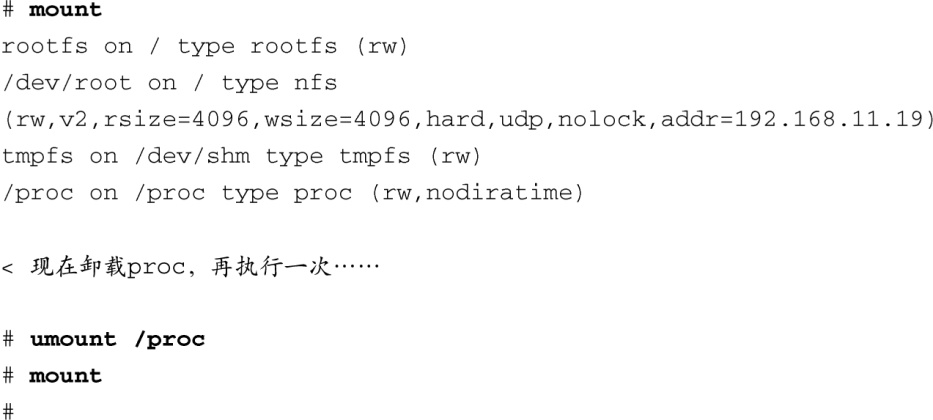 # mount
rootfs on / type rootfs (rw)
/dev/root on / type nfs
(rw,v2,rsize=4096,wsize=4096,hard,udp,nolock,addr=192.168.11.19)
tmpfs on /dev/shm type tmpfs (rw)
/proc on /proc type proc (rw,nodiratime)
< 现在卸载proc, 再执行一次……
# umount /proc
# mount
#